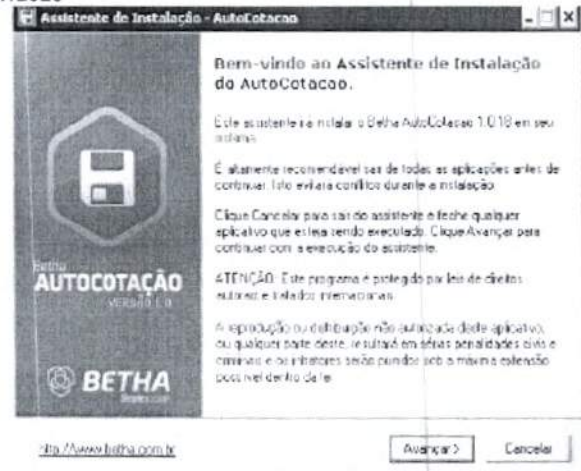 Assistente de Instalação - AutoCotacao
Bem-vindo ao Assistente de Instalação
do AutoCotacao.
Este assistente irá instalar o Betha AutoCotacao 1.0.18 em seu
sistema.
É altamente recomendável sair de todas as aplicações antes de
continuar. Isto evitará conflitos durante a instalação.
Clique Cancelar para sair do assistente e feche qualquer
aplicativo que esteja sendo executado. Clique Avançar para
continuar com a execução do assistente.
ATENÇÃO: Este programa é protegido por leis de direitos
autorais e tratados internacionais.
A reprodução ou distribuição não autorizada deste aplicativo,
ou qualquer parte deste, resultará em sérias penalidades civis e
criminais e os infratores serão punidos sob a máxima extensão
possível dentro da lei.
Betha
AUTOCOTAÇÃO
VERSÃO 1.0
BETHA
http://www.betha.com.br
Avançar >
Cancelar